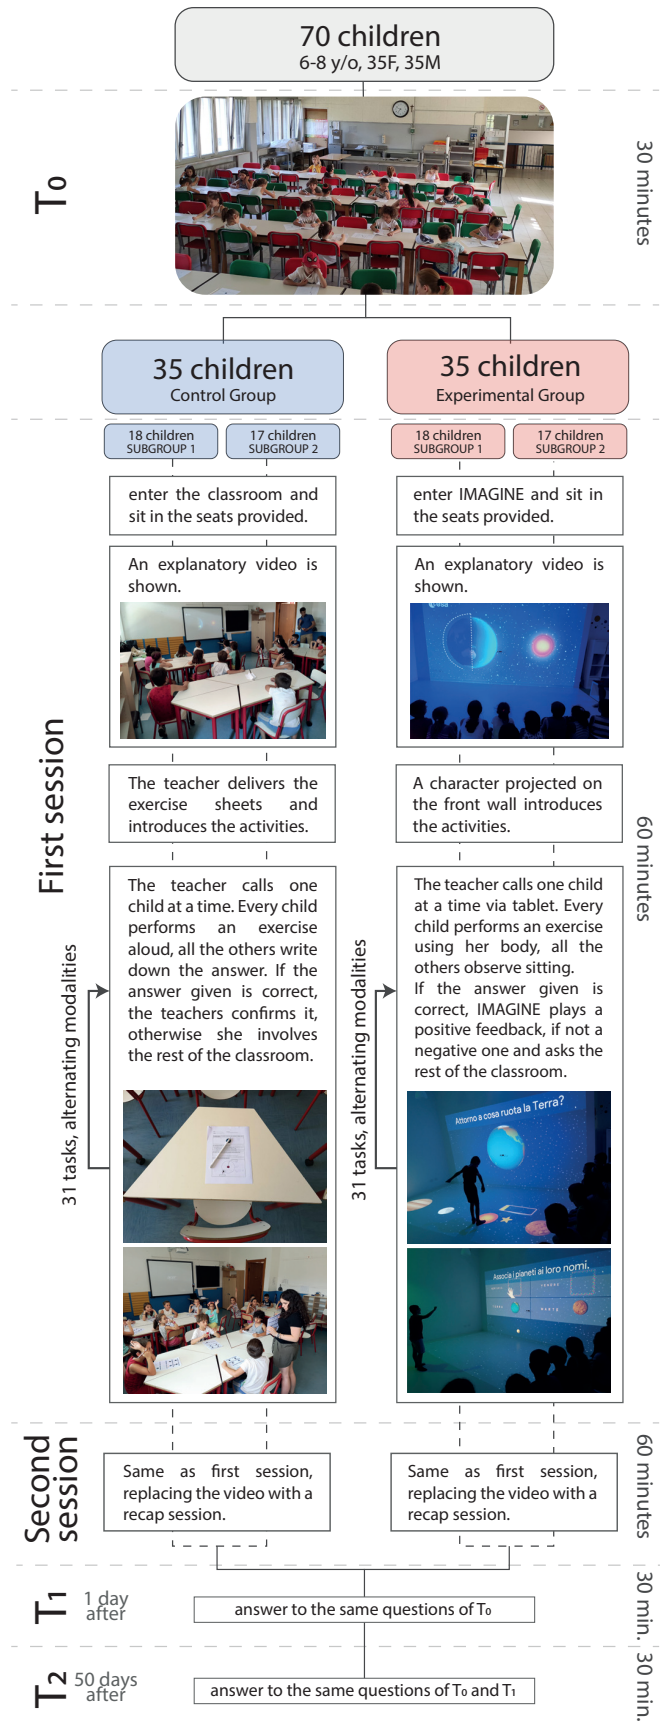 70 children
6-8 y/o, 35F, 35M
T0
30 minutes
35 children
Control Group
35 children
Experimental Group
18 children
SUBGROUP 1
17 children
SUBGROUP 2
18 children
SUBGROUP 1
17 children
SUBGROUP 2
First session
60 minutes
enter the classroom and
sit in the seats provided.
enter IMAGINE and sit in
the seats provided.
An explanatory video is
shown.
An explanatory video is
shown.
esa
The teacher delivers the
exercise sheets and
introduces the activities.
A character projected on
the front wall introduces
the activities.
31 tasks, alternating modalities
The teacher calls one
child at a time. Every child
performs an exercise
aloud, all the others write
down the answer. If the
answer given is correct,
the teachers confirms it,
otherwise she involves
the rest of the classroom.
31 tasks, alternating modalities
The teacher calls one child
at a time via tablet. Every
child performs an exercise
using her body, all the
others observe sitting.
If the answer given is
correct, IMAGINE plays a
positive feedback, if not a
negative one and asks the
rest of the classroom.
Attorno a cosa ruota la Terra?
Associa i pianeti ai loro nomi.
Second
session
60 minutes
Same as first session,
replacing the video with a
recap session.
Same as first session,
replacing the video with a
recap session.
T1
1 day
after
answer to the same questions of T0
30 min.
T2
50 days
after
answer to the same questions of T0 and T1
30 min.